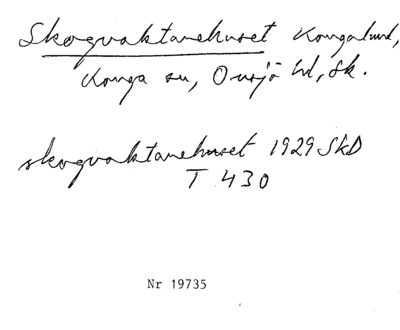 Skogvaktarehuset Kongalund,
Konga sn, Onsjö hd, Sk.
skogvaktarehuset 1929 SkD
T 430
Nr 19735